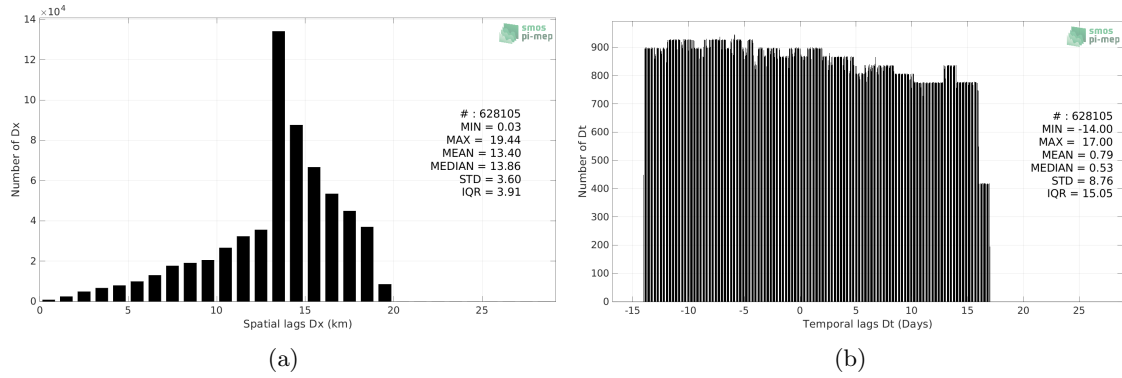 ×10⁴
14
12
10
8
6
4
2
0
Number of Dx
0 5 10 15 20 25
Spatial lags Dx (km)
smos
pi-mep
# : 628105
MIN = 0.03
MAX = 19.44
MEAN = 13.40
MEDIAN = 13.86
STD = 3.60
IQR = 3.91
(a)
900
800
700
600
500
400
300
200
100
0
Number of Dt
-15 -10 -5 0 5 10 15 20 25
Temporal lags Dt (Days)
smos
pi-mep
# : 628105
MIN = -14.00
MAX = 17.00
MEAN = 0.79
MEDIAN = 0.53
STD = 8.76
IQR = 15.05
(b)